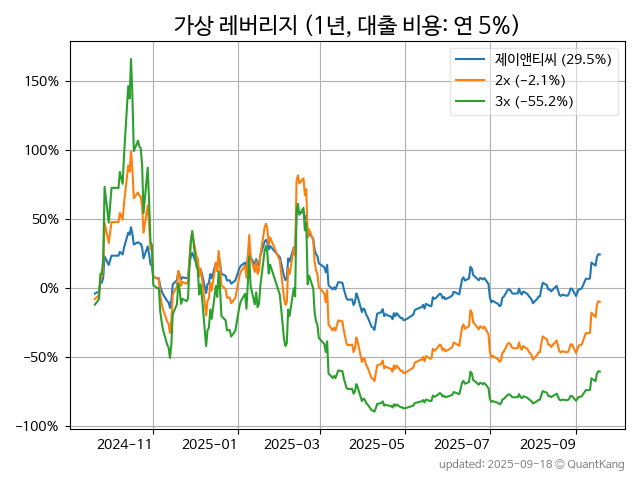 가상 레버리지 (1년, 대출 비용: 연 5%)
제이앤티씨 (29.5%)
2x (−2.1%)
3x (−55.2%)
150%
100%
50%
0%
−50%
−100%
2024-11
2025-01
2025-03
2025-05
2025-07
2025-09
updated: 2025-09-18 © QuantKang